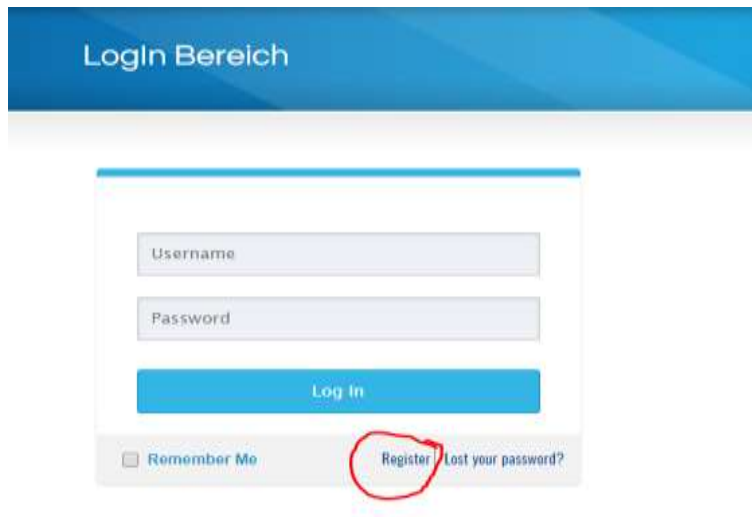 LogIn Bereich
Username
Password
Log In
Remember Me
Register | Lost your password?